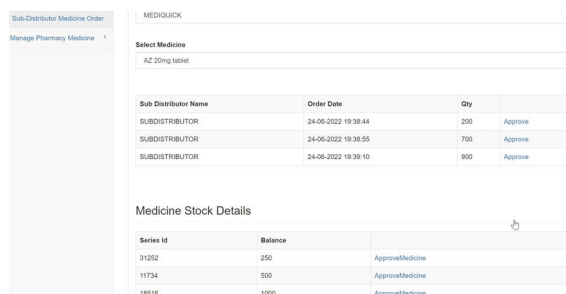 Sub-Distributor Medicine Order
Manage Pharmacy Medicine
MEDIQUICK
Select Medicine
AZ 20mg tablet
Sub Distributor Name Order Date Qty
SUBDISTRIBUTOR 24-06-2022 19:38:44 200 Approve
SUBDISTRIBUTOR 24-06-2022 19:38:55 700 Approve
SUBDISTRIBUTOR 24-06-2022 19:39:10 900 Approve
Medicine Stock Details
Series Id Balance
31252 250 ApproveMedicine
11734 500 ApproveMedicine
18516 1000 ApproveMedicine